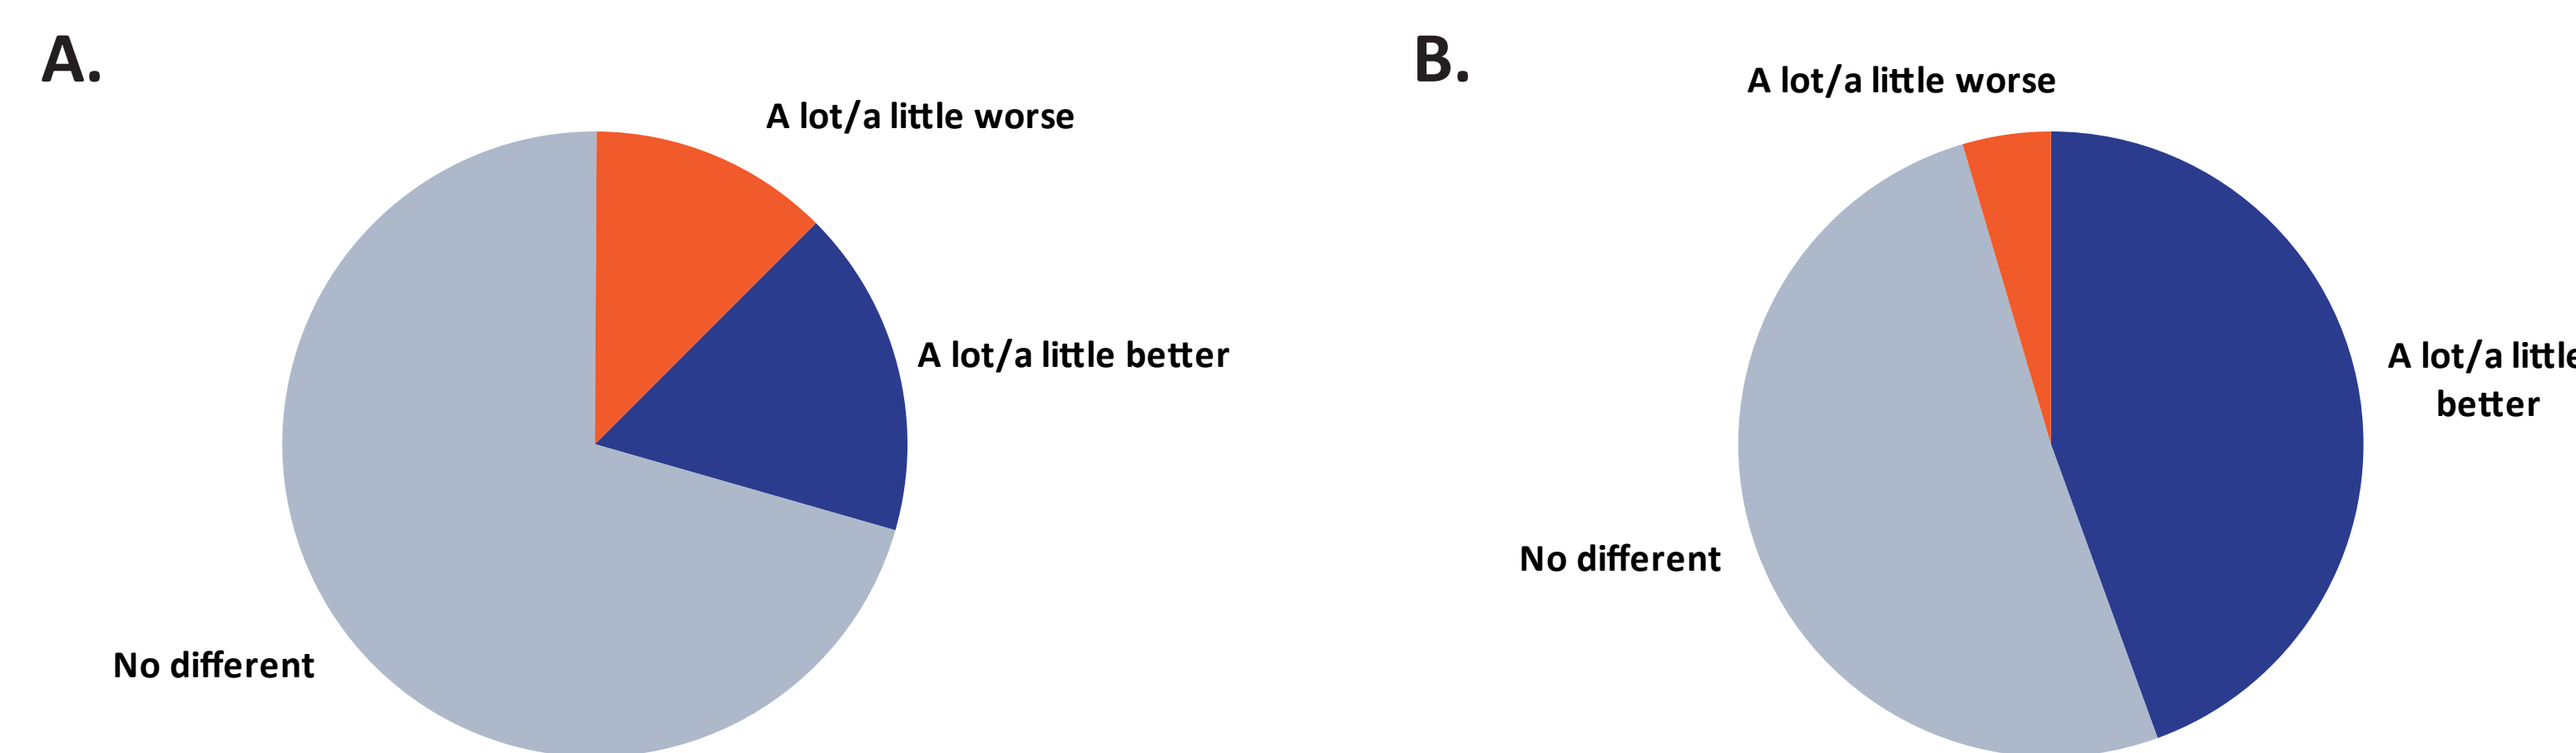 A.
A lot/a little worse
A lot/a little better
No different
B.
A lot/a little worse
A lot/a little
better
No different